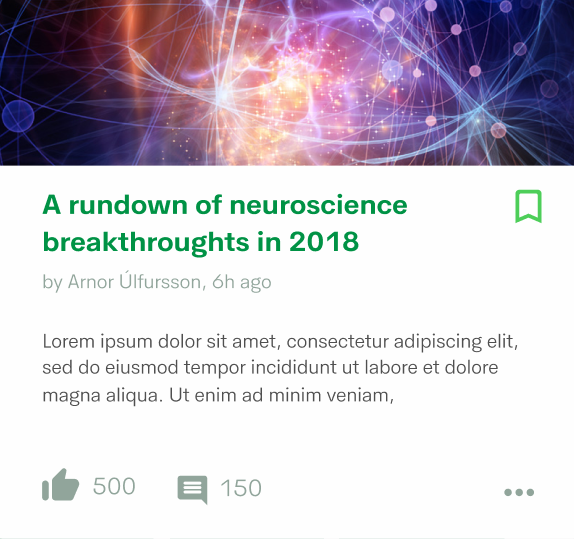 A rundown of neuroscience
breakthroughts in 2018
by Arnor Úlfursson, 6h ago
Lorem ipsum dolor sit amet, consectetur adipiscing elit,
sed do eiusmod tempor incididunt ut labore et dolore
magna aliqua. Ut enim ad minim veniam,
500 150